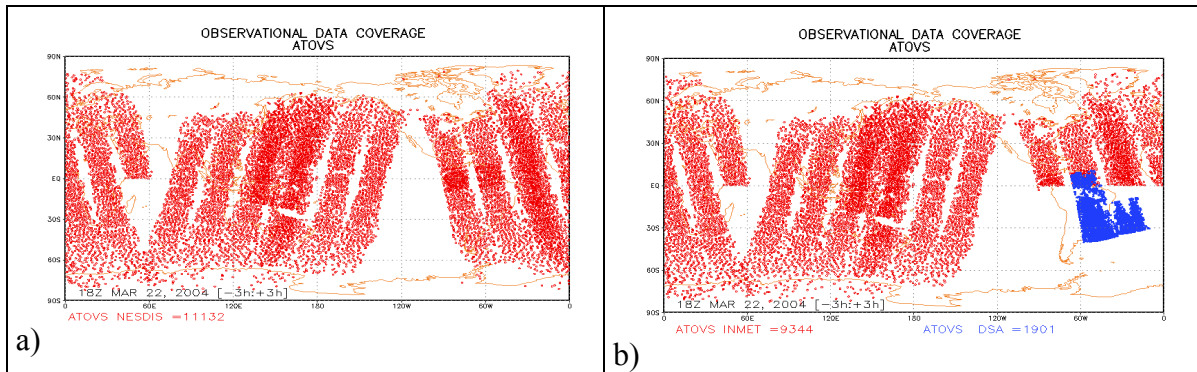 OBSERVATIONAL DATA COVERAGE
ATOVS
90N
60N
30N
EQ
30S
60S
90S
0 60E 120E 180 120W 60W 0
18Z MAR 22, 2004 [−3h:+3h]
ATOVS NESDIS =11132
a)
OBSERVATIONAL DATA COVERAGE
ATOVS
90N
60N
30N
EQ
30S
60S
90S
0 60E 120E 180 120W 60W 0
18Z MAR 22, 2004 [−3h:+3h]
ATOVS INMET =9344 ATOVS DSA =1901
b)